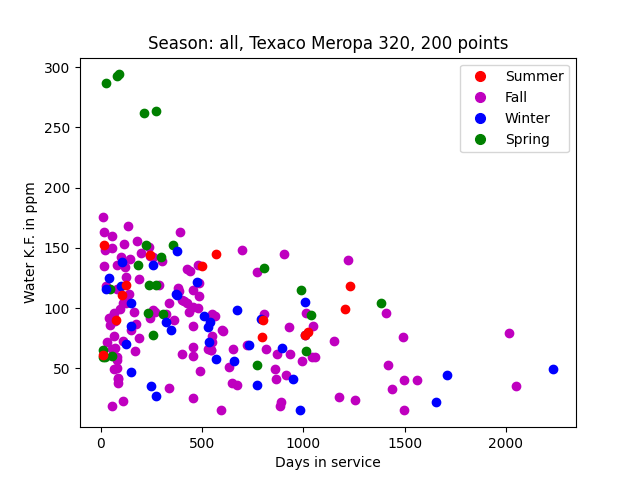 Season: all, Texaco Meropa 320, 200 points
300
250
200
150
100
50
Water K.F. in ppm
Summer
Fall
Winter
Spring
0 500 1000 1500 2000
Days in service